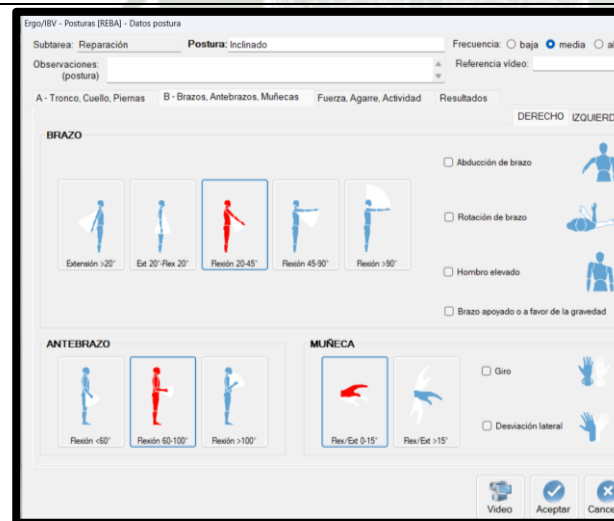 Ergo/IBV - Posturas [REBA] - Datos postura
Subtarea: Reparación Postura: Inclinado Frecuencia: baja media al
Observaciones: (postura) Referencia vídeo:
A - Tronco, Cuello, Piernas B - Brazos, Antebrazos, Muñecas Fuerza, Agarre, Actividad Resultados
DERECHO IZQUIERD
BRAZO
Abducción de brazo
Rotación de brazo
Extensión >20° Ext 20°-Flex 20° Flexión 20-45° Flexión 45-90° Flexión >90°
Hombro elevado
Brazo apoyado o a favor de la gravedad
ANTEBRAZO MUÑECA
Giro
Desviación lateral
Flexión <60° Flexión 60-100° Flexión >100° Flex/Ext 0-15° Flex/Ext >15°
Video Aceptar Cance